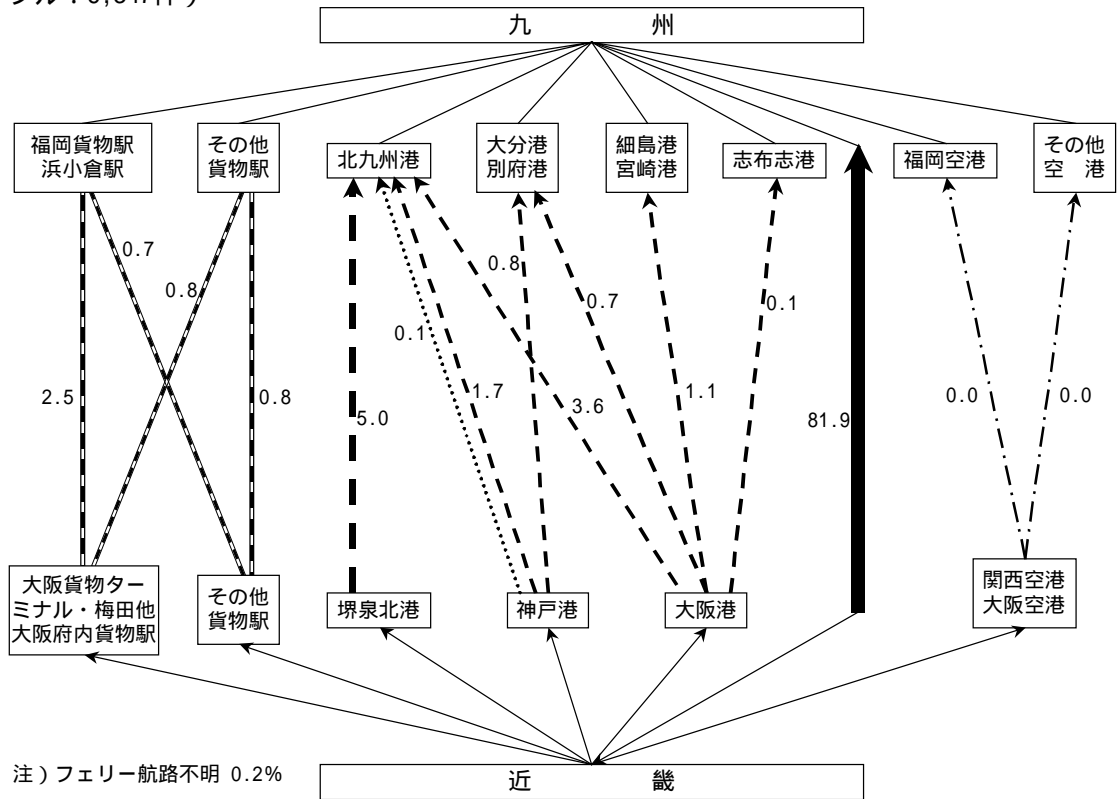 九 州
福岡貨物駅
浜小倉駅
その他
貨物駅
北九州港
大分港
別府港
細島港
宮崎港
志布志港
福岡空港
その他
空 港
0.7
0.8
0.8
0.7
0.1
0.1
2.5
0.8
5.0
1.7
3.6
1.1
81.9
0.0
0.0
大阪貨物ター
ミナル・梅田他
大阪府内貨物駅
その他
貨物駅
堺泉北港
神戸港
大阪港
関西空港
大阪空港
注）フェリー航路不明 0.2%
近 畿